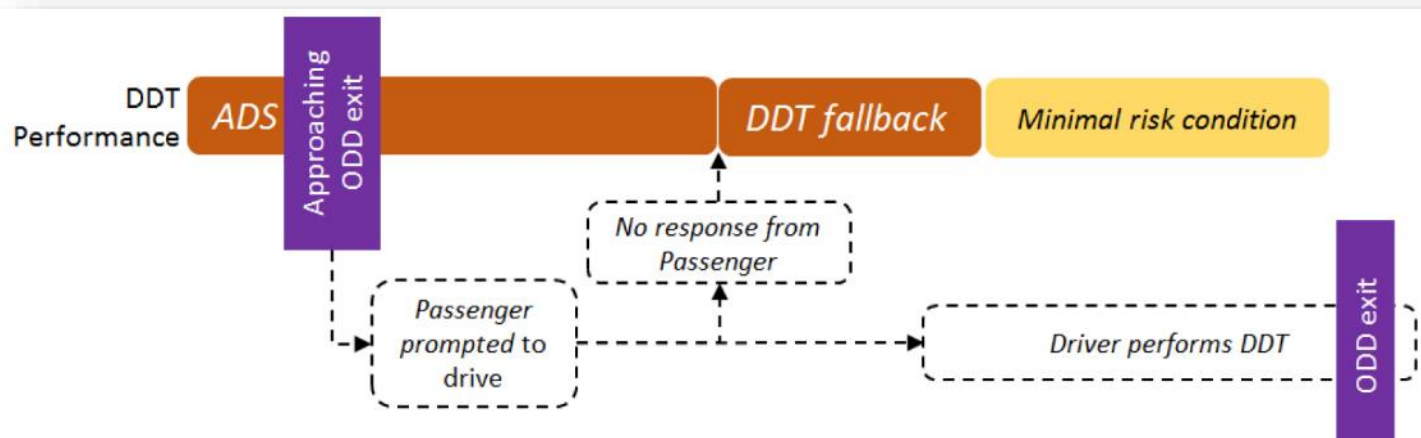 DDT
Performance
ADS
Approaching
ODD exit
DDT fallback
Minimal risk condition
No response from
Passenger
Passenger
prompted to
drive
Driver performs DDT
ODD exit